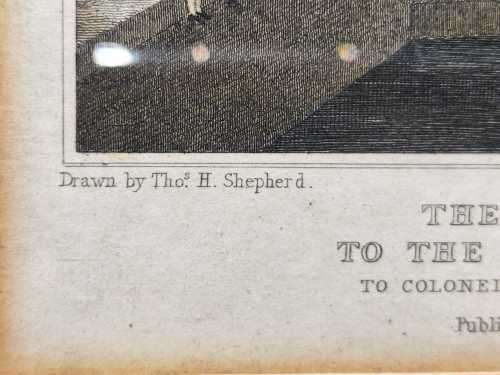 Drawn by Thoˢ. H. Shepherd.
THE
TO THE
TO COLONEL
Publi